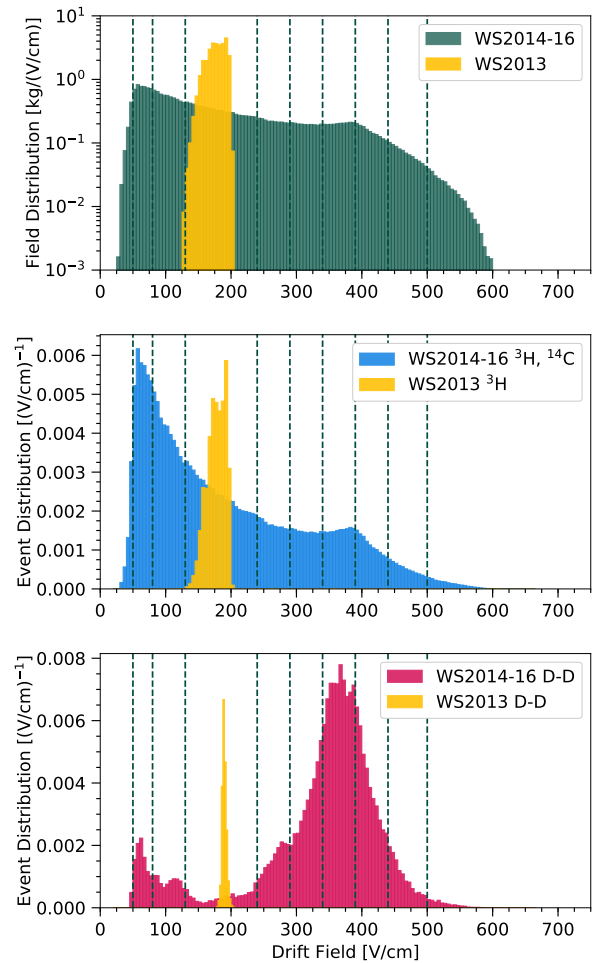 Field Distribution [kg/(V/cm)]
10¹
10⁰
10⁻¹
10⁻²
10⁻³
WS2014-16
WS2013
0 100 200 300 400 500 600 700
Event Distribution [(V/cm)⁻¹]
0.006
0.005
0.004
0.003
0.002
0.001
0.000
WS2014-16 ³H, ¹⁴C
WS2013 ³H
0 100 200 300 400 500 600 700
Event Distribution [(V/cm)⁻¹]
0.008
0.006
0.004
0.002
0.000
WS2014-16 D-D
WS2013 D-D
0 100 200 300 400 500 600 700
Drift Field [V/cm]